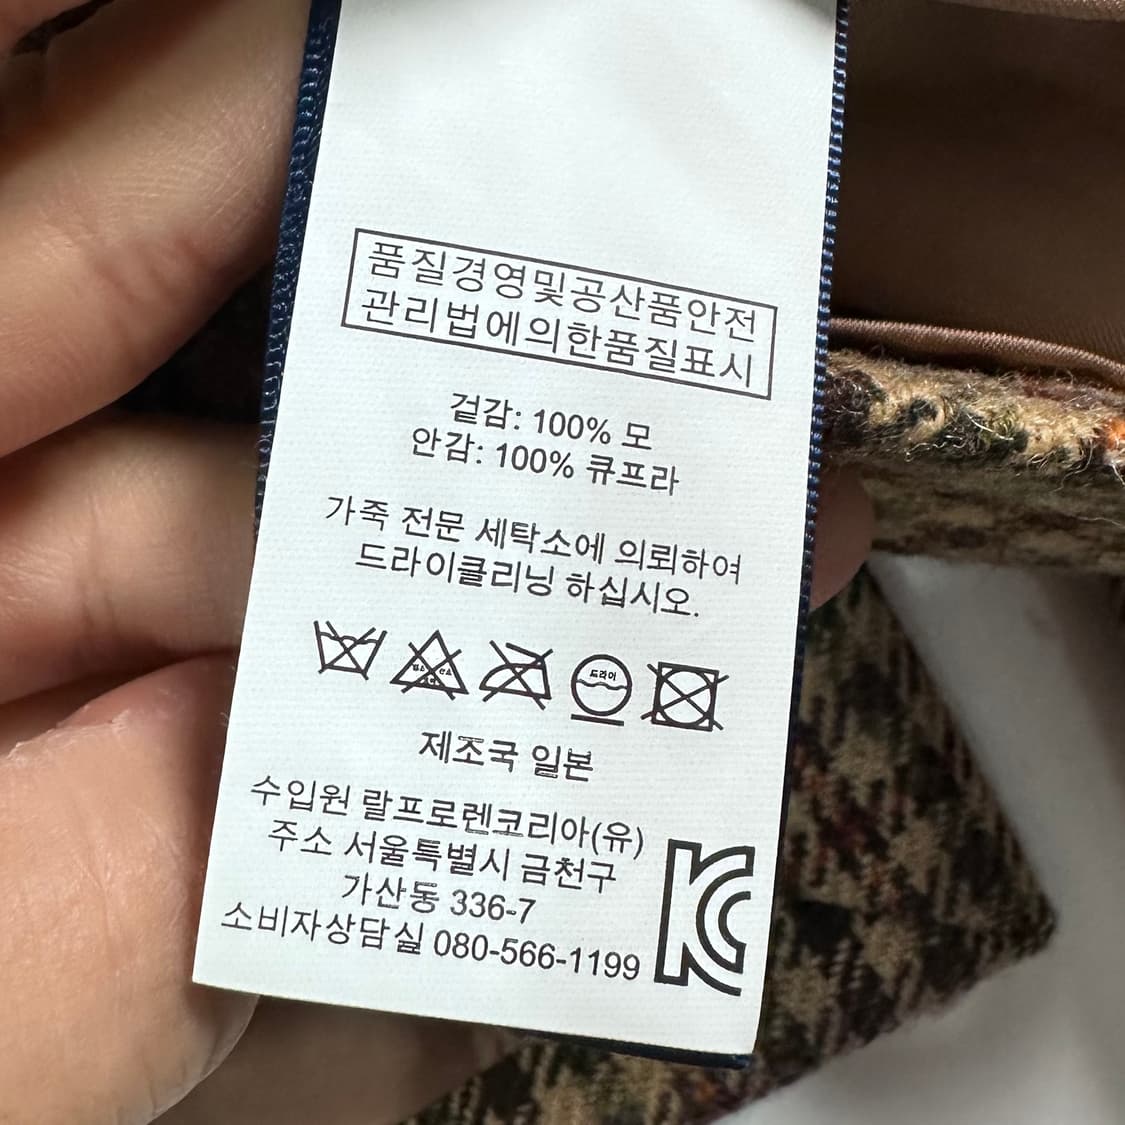 품질경영및공산품안전
관리법에의한품질표시
겉감: 100% 모
안감: 100% 큐프라
가죽 전문 세탁소에 의뢰하여
드라이클리닝 하십시오.
드라이
제조국 일본
수입원 랄프로렌코리아(유)
주소 서울특별시 금천구
가산동 336-7
소비자상담실 080-566-1199
KC